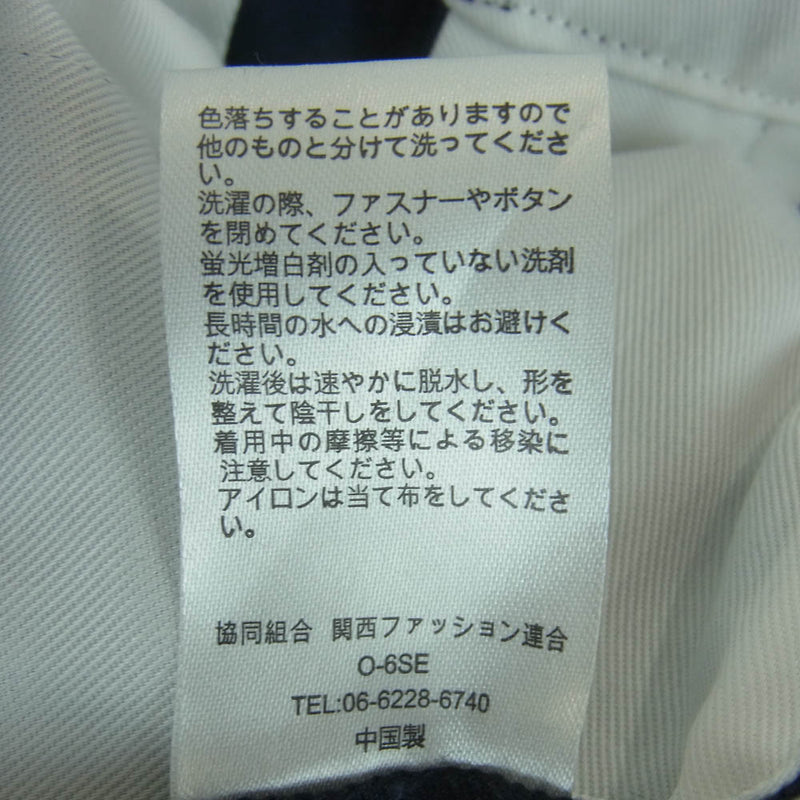 色落ちすることがありますので
他のものと分けて洗ってくださ
い。
洗濯の際、ファスナーやボタン
を閉めてください。
蛍光増白剤の入っていない洗剤
を使用してください。
長時間の水への浸漬はお避けく
ださい。
洗濯後は速やかに脱水し、形を
整えて陰干しをしてください。
着用中の摩擦等による移染に
注意してください。
アイロンは当て布をしてくださ
い。
協同組合 関西ファッション連合
O-6SE
TEL:06-6228-6740
中国製